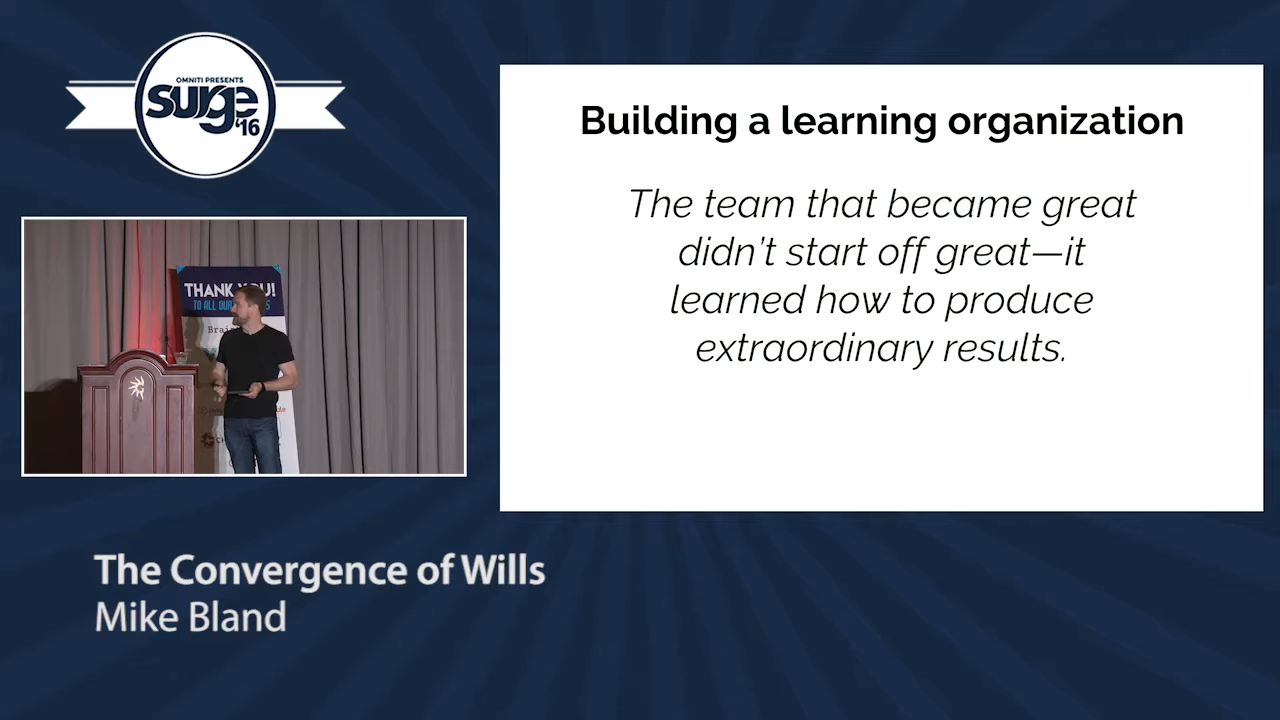 OMNITI PRESENTS
surge
'16
Building a learning organization
The team that became great
didn't start off great—it
learned how to produce
extraordinary results.
THANK YOU!
TO ALL OUR
The Convergence of Wills
Mike Bland